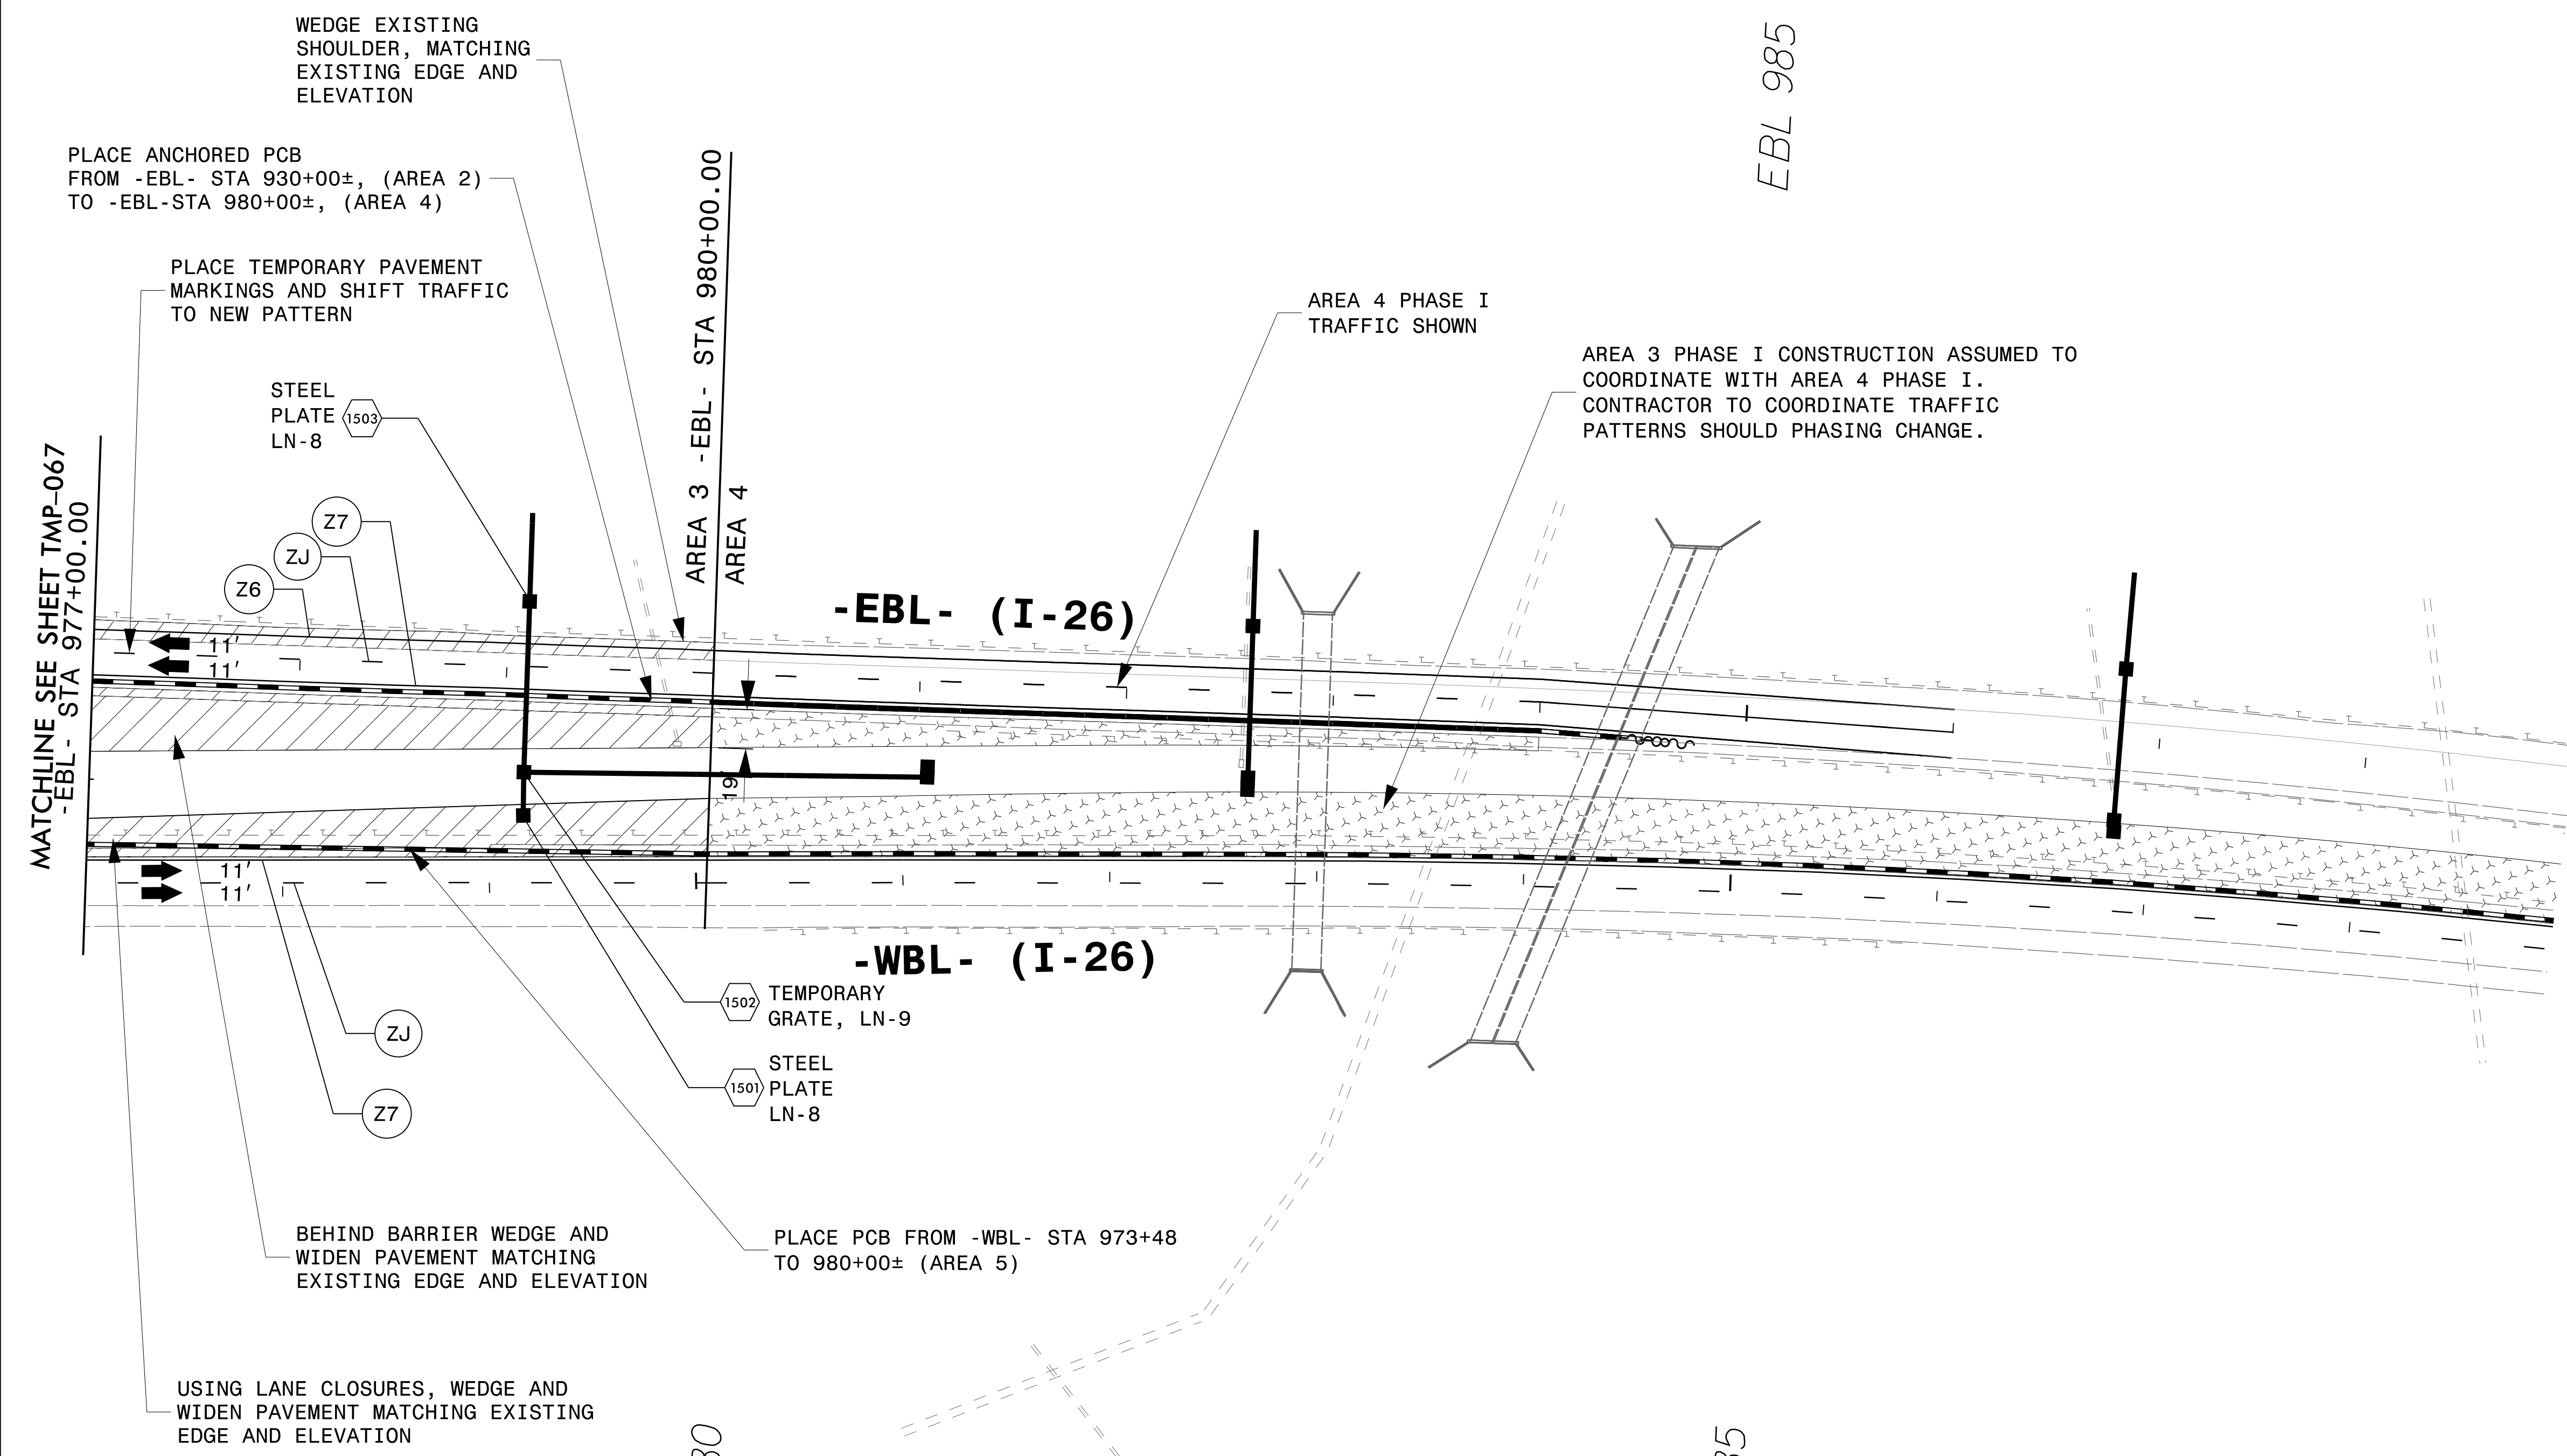 WEDGE EXISTING
SHOULDER, MATCHING
EXISTING EDGE AND
ELEVATION
PLACE ANCHORED PCB
FROM -EBL- STA 930+00±, (AREA 2)
TO -EBL-STA 980+00±, (AREA 4)
PLACE TEMPORARY PAVEMENT
MARKINGS AND SHIFT TRAFFIC
TO NEW PATTERN
STEEL
PLATE
LN-8
1503
Z7
ZJ
Z6
MATCHLINE SEE SHEET TMP-067
-EBL- STA 977+00.00
AREA 3 -EBL- STA 980+00.00
AREA 4
EBL 985
AREA 4 PHASE I
TRAFFIC SHOWN
AREA 3 PHASE I CONSTRUCTION ASSUMED TO
COORDINATE WITH AREA 4 PHASE I.
CONTRACTOR TO COORDINATE TRAFFIC
PATTERNS SHOULD PHASING CHANGE.
-EBL- (I-26)
11'
11'
19'
11'
11'
-WBL- (I-26)
1502
TEMPORARY
GRATE, LN-9
1501
STEEL
PLATE
LN-8
ZJ
Z7
BEHIND BARRIER WEDGE AND
WIDEN PAVEMENT MATCHING
EXISTING EDGE AND ELEVATION
PLACE PCB FROM -WBL- STA 973+48
TO 980+00± (AREA 5)
USING LANE CLOSURES, WEDGE AND
WIDEN PAVEMENT MATCHING EXISTING
EDGE AND ELEVATION